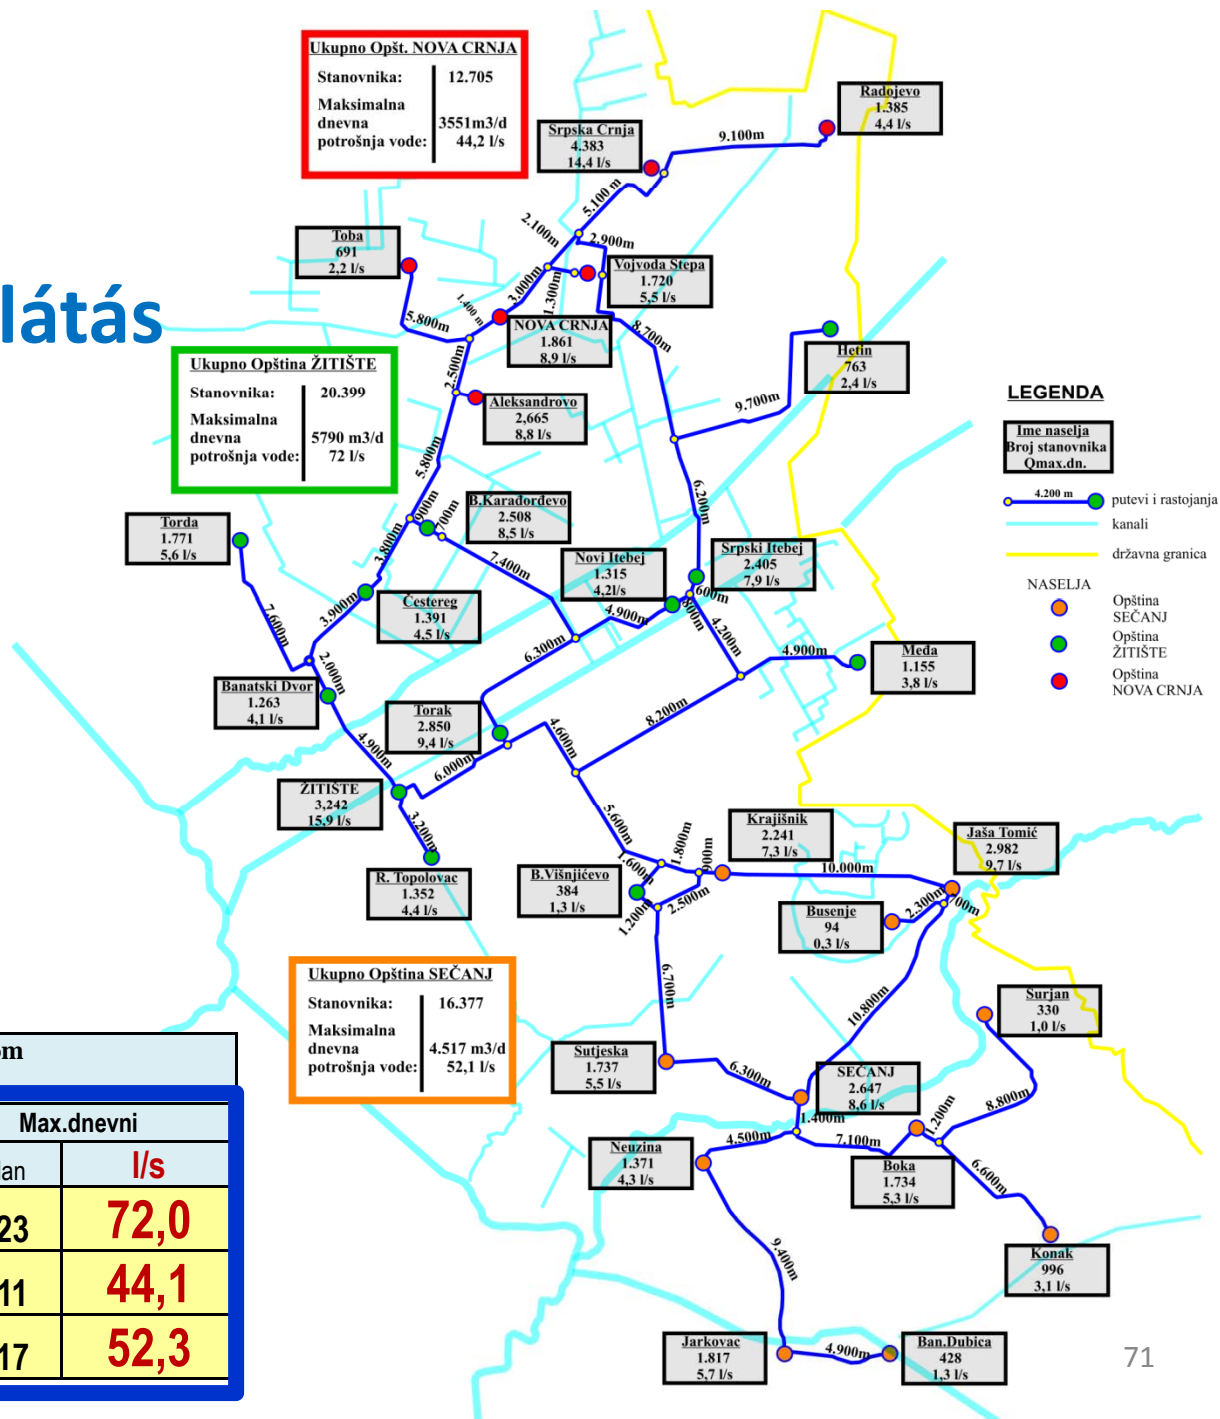 Ukupno Opšt. NOVA CRNJA
Stanovnika: 12.705
Maksimalna
dnevna 3551m3/d
potrošnja vode: 44,2 l/s
Radojevo
1.385
4,4 l/s
Srpska Crnja
4.383
14,4 l/s
9.100m
5.100 m
2.100m
2.900m
Toba
691
2,2 l/s
Vojvoda Stepa
1.720
5,5 l/s
3.000m
1.300m
1.400 m
5.800m
NOVA CRNJA
1.861
8,9 l/s
8.700m
látás
Hetin
763
2,4 l/s
Ukupno Opština ŽITIŠTE
Stanovnika: 20.399
Maksimalna
dnevna 5790 m3/d
potrošnja vode: 72 l/s
2.500m
Aleksandrovo
2,665
8,8 l/s
9.700m
LEGENDA
Ime naselja
Broj stanovnika
Qmax.dn.
4.200 m
putevi i rastojanja
kanali
državna granica
NASELJA
Opština
SEČANJ
Opština
ŽITIŠTE
Opština
NOVA CRNJA
5.800m
900m
700m
B.Karađorđevo
2.508
8,5 l/s
6.200m
Torda
1.771
5,6 l/s
3.800m
7.400m
Novi Itebej
1.315
4,2l/s
Srpski Itebej
2.405
7,9 l/s
600m
800m
Čestereg
1.391
4,5 l/s
3.900m
7.600m
4.900m
6.300m
4.200m
4.900m
Međa
1.155
3,8 l/s
2.000m
Banatski Dvor
1.263
4,1 l/s
Torak
2.850
9,4 l/s
8.200m
4.900m
4.600m
6.000m
ŽITIŠTE
3,242
15,9 l/s
3.200m
5.600m
Krajišnik
2.241
7,3 l/s
Jaša Tomić
2.982
9,7 l/s
1.800m
900m
1.600m
10.000m
R. Topolovac
1.352
4,4 l/s
B.Višnjićevo
384
1,3 l/s
2.500m
1.200m
Busenje
94
0,3 l/s
2.300m
700m
Ukupno Opština SEČANJ
Stanovnika: 16.377
Maksimalna
dnevna 4.517 m3/d
potrošnja vode: 52,1 l/s
6.700m
10.800m
Surjan
330
1,0 l/s
Sutjeska
1.737
5,5 l/s
6.300m
SEČANJ
2.647
8,6 l/s
8.800m
1.400m
1.200m
4.500m
7.100m
Neuzina
1.371
4,3 l/s
Boka
1.734
5,3 l/s
6.600m
Konak
996
3,1 l/s
9.400m
Jarkovac
1.817
5,7 l/s
4.900m
Ban.Dubica
428
1,3 l/s
om
Max.dnevni
lan l/s
23 72,0
11 44,1
17 52,3
71